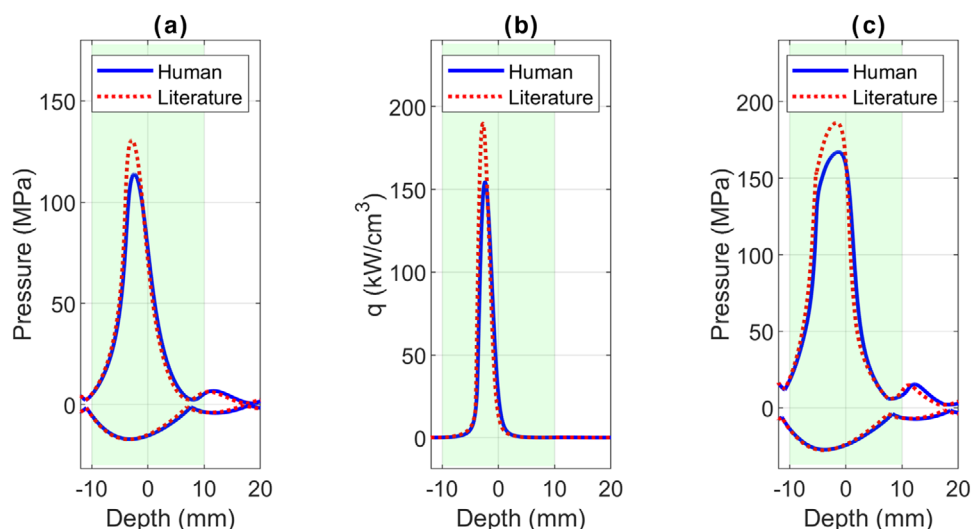 (a)
Human
Literature
150
100
50
0
Pressure (MPa)
-10 0 10 20
Depth (mm)
(b)
Human
Literature
200
150
100
50
0
q (kW/cm³)
-10 0 10 20
Depth (mm)
(c)
Human
Literature
200
150
100
50
0
Pressure (MPa)
-10 0 10 20
Depth (mm)